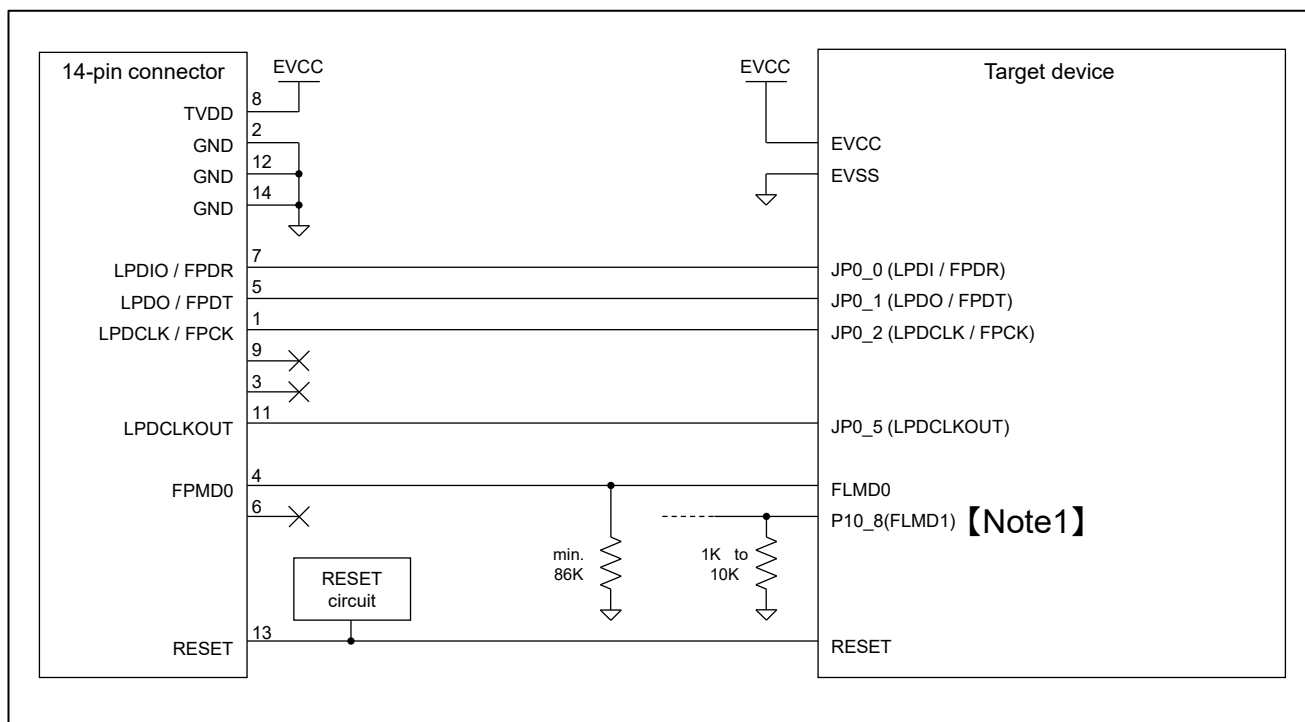 14-pin connector
EVCC
EVCC
Target device
8
TVDD
2
GND
EVCC
12
GND
EVSS
14
GND
7
LPDIO / FPDR
JP0_0 (LPDI / FPDR)
5
LPDO / FPDT
JP0_1 (LPDO / FPDT)
1
LPDCLK / FPCK
JP0_2 (LPDCLK / FPCK)
9
3
11
LPDCLKOUT
JP0_5 (LPDCLKOUT)
4
FPMD0
FLMD0
6
P10_8(FLMD1)【Note1】
min.
86K
1K to
10K
RESET
circuit
13
RESET
RESET